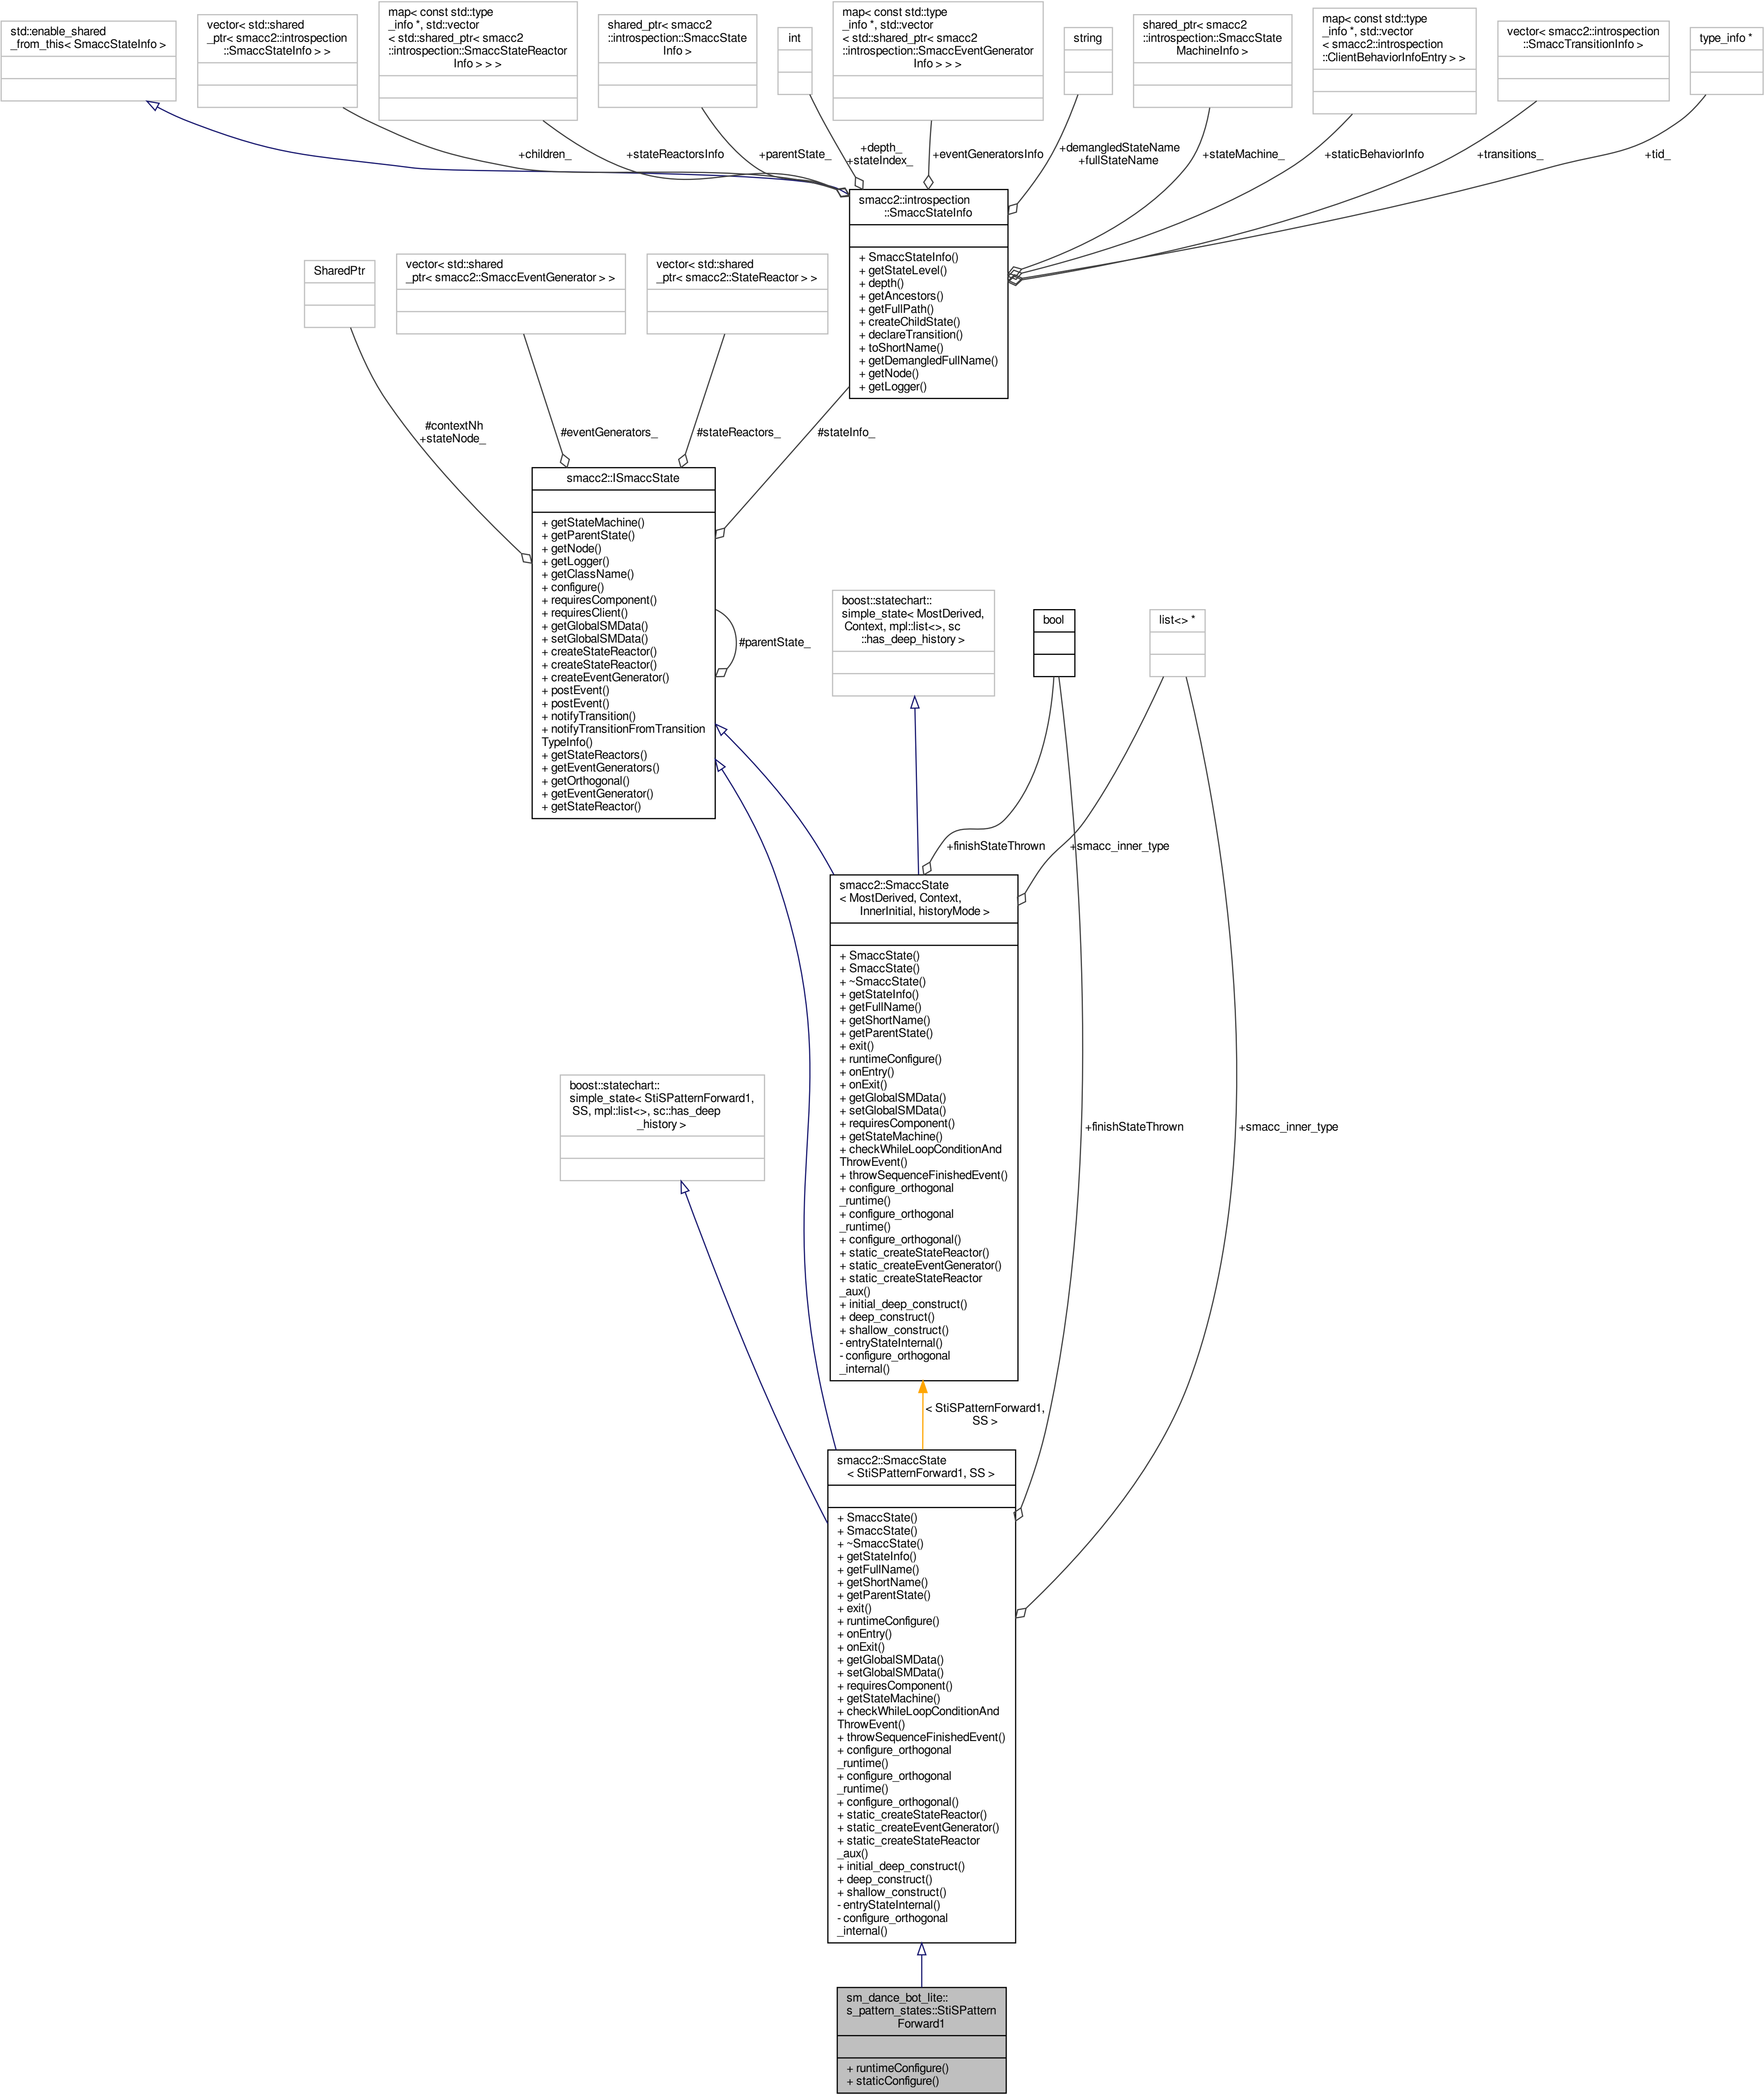 std::enable_shared
_from_this< SmaccStateInfo >
vector< std::shared
_ptr< smacc2::introspection
::SmaccStateInfo > >
map< const std::type
_info *, std::vector
< std::shared_ptr< smacc2
::introspection::SmaccStateReactor
Info > > >
shared_ptr< smacc2
::introspection::SmaccState
Info >
int
map< const std::type
_info *, std::vector
< std::shared_ptr< smacc2
::introspection::SmaccEventGenerator
Info > > >
string
shared_ptr< smacc2
::introspection::SmaccState
MachineInfo >
map< const std::type
_info *, std::vector
< smacc2::introspection
::ClientBehaviorInfoEntry > >
vector< smacc2::introspection
::SmaccTransitionInfo >
type_info *
+children_
+stateReactorsInfo
+parentState_
+depth_
+stateIndex_
+eventGeneratorsInfo
+demangledStateName
+fullStateName
+stateMachine_
+staticBehaviorInfo
+transitions_
+tid_
smacc2::introspection
::SmaccStateInfo
+ SmaccStateInfo()
+ getStateLevel()
+ depth()
+ getAncestors()
+ getFullPath()
+ createChildState()
+ declareTransition()
+ toShortName()
+ getDemangledFullName()
+ getNode()
+ getLogger()
SharedPtr
vector< std::shared
_ptr< smacc2::SmaccEventGenerator > >
vector< std::shared
_ptr< smacc2::StateReactor > >
#contextNh
+stateNode_
#eventGenerators_
#stateReactors_
#stateInfo_
smacc2::ISmaccState
+ getStateMachine()
+ getParentState()
+ getNode()
+ getLogger()
+ getClassName()
+ configure()
+ requiresComponent()
+ requiresClient()
+ getGlobalSMData()
+ setGlobalSMData()
+ createStateReactor()
+ createStateReactor()
+ createEventGenerator()
+ postEvent()
+ postEvent()
+ notifyTransition()
+ notifyTransitionFromTransition
TypeInfo()
+ getStateReactors()
+ getEventGenerators()
+ getOrthogonal()
+ getEventGenerator()
+ getStateReactor()
#parentState_
boost::statechart::
simple_state< MostDerived,
Context, mpl::list<>, sc
::has_deep_history >
bool
list<> *
+finishStateThrown
+smacc_inner_type
smacc2::SmaccState
< MostDerived, Context,
InnerInitial, historyMode >
+ SmaccState()
+ SmaccState()
+ ~SmaccState()
+ getStateInfo()
+ getFullName()
+ getShortName()
+ getParentState()
+ exit()
+ runtimeConfigure()
+ onEntry()
+ onExit()
+ getGlobalSMData()
+ setGlobalSMData()
+ requiresComponent()
+ getStateMachine()
+ checkWhileLoopConditionAnd
ThrowEvent()
+ throwSequenceFinishedEvent()
+ configure_orthogonal
_runtime()
+ configure_orthogonal
_runtime()
+ configure_orthogonal()
+ static_createStateReactor()
+ static_createEventGenerator()
+ static_createStateReactor
_aux()
+ initial_deep_construct()
+ deep_construct()
+ shallow_construct()
- entryStateInternal()
- configure_orthogonal
_internal()
boost::statechart::
simple_state< StiSPatternForward1,
SS, mpl::list<>, sc::has_deep
_history >
+finishStateThrown
+smacc_inner_type
< StiSPatternForward1,
SS >
smacc2::SmaccState
< StiSPatternForward1, SS >
+ SmaccState()
+ SmaccState()
+ ~SmaccState()
+ getStateInfo()
+ getFullName()
+ getShortName()
+ getParentState()
+ exit()
+ runtimeConfigure()
+ onEntry()
+ onExit()
+ getGlobalSMData()
+ setGlobalSMData()
+ requiresComponent()
+ getStateMachine()
+ checkWhileLoopConditionAnd
ThrowEvent()
+ throwSequenceFinishedEvent()
+ configure_orthogonal
_runtime()
+ configure_orthogonal
_runtime()
+ configure_orthogonal()
+ static_createStateReactor()
+ static_createEventGenerator()
+ static_createStateReactor
_aux()
+ initial_deep_construct()
+ deep_construct()
+ shallow_construct()
- entryStateInternal()
- configure_orthogonal
_internal()
sm_dance_bot_lite::
s_pattern_states::StiSPattern
Forward1
+ runtimeConfigure()
+ staticConfigure()